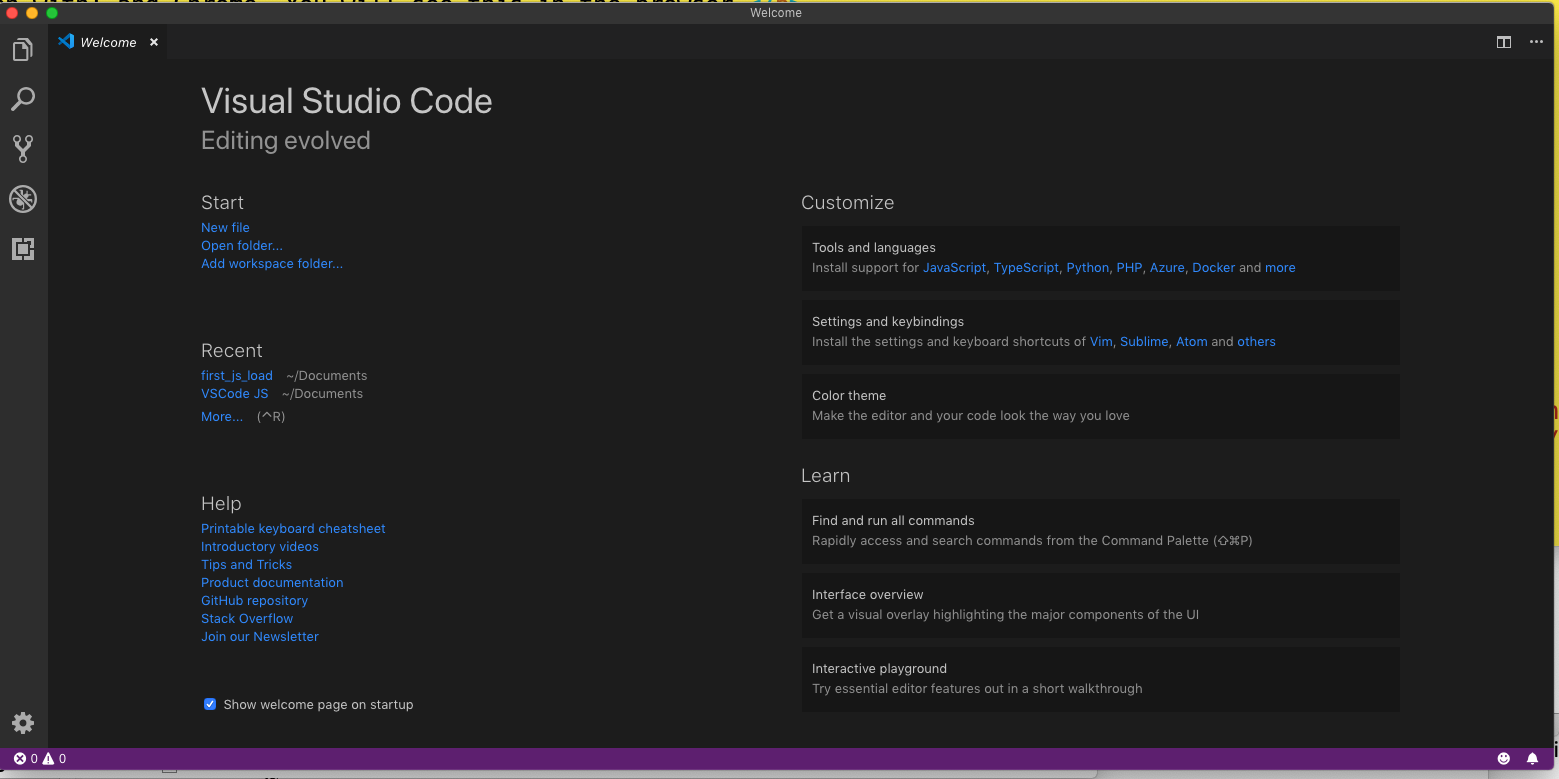 Welcome
Welcome
Visual Studio Code
Editing evolved
Start
New file
Open folder...
Add workspace folder...
Recent
first_js_load ~/Documents
VSCode JS ~/Documents
More... (^R)
Help
Printable keyboard cheatsheet
Introductory videos
Tips and Tricks
Product documentation
GitHub repository
Stack Overflow
Join our Newsletter
Show welcome page on startup
Customize
Tools and languages
Install support for JavaScript, TypeScript, Python, PHP, Azure, Docker and more
Settings and keybindings
Install the settings and keyboard shortcuts of Vim, Sublime, Atom and others
Color theme
Make the editor and your code look the way you love
Learn
Find and run all commands
Rapidly access and search commands from the Command Palette (⇧⌘P)
Interface overview
Get a visual overlay highlighting the major components of the UI
Interactive playground
Try essential editor features out in a short walkthrough
0 0